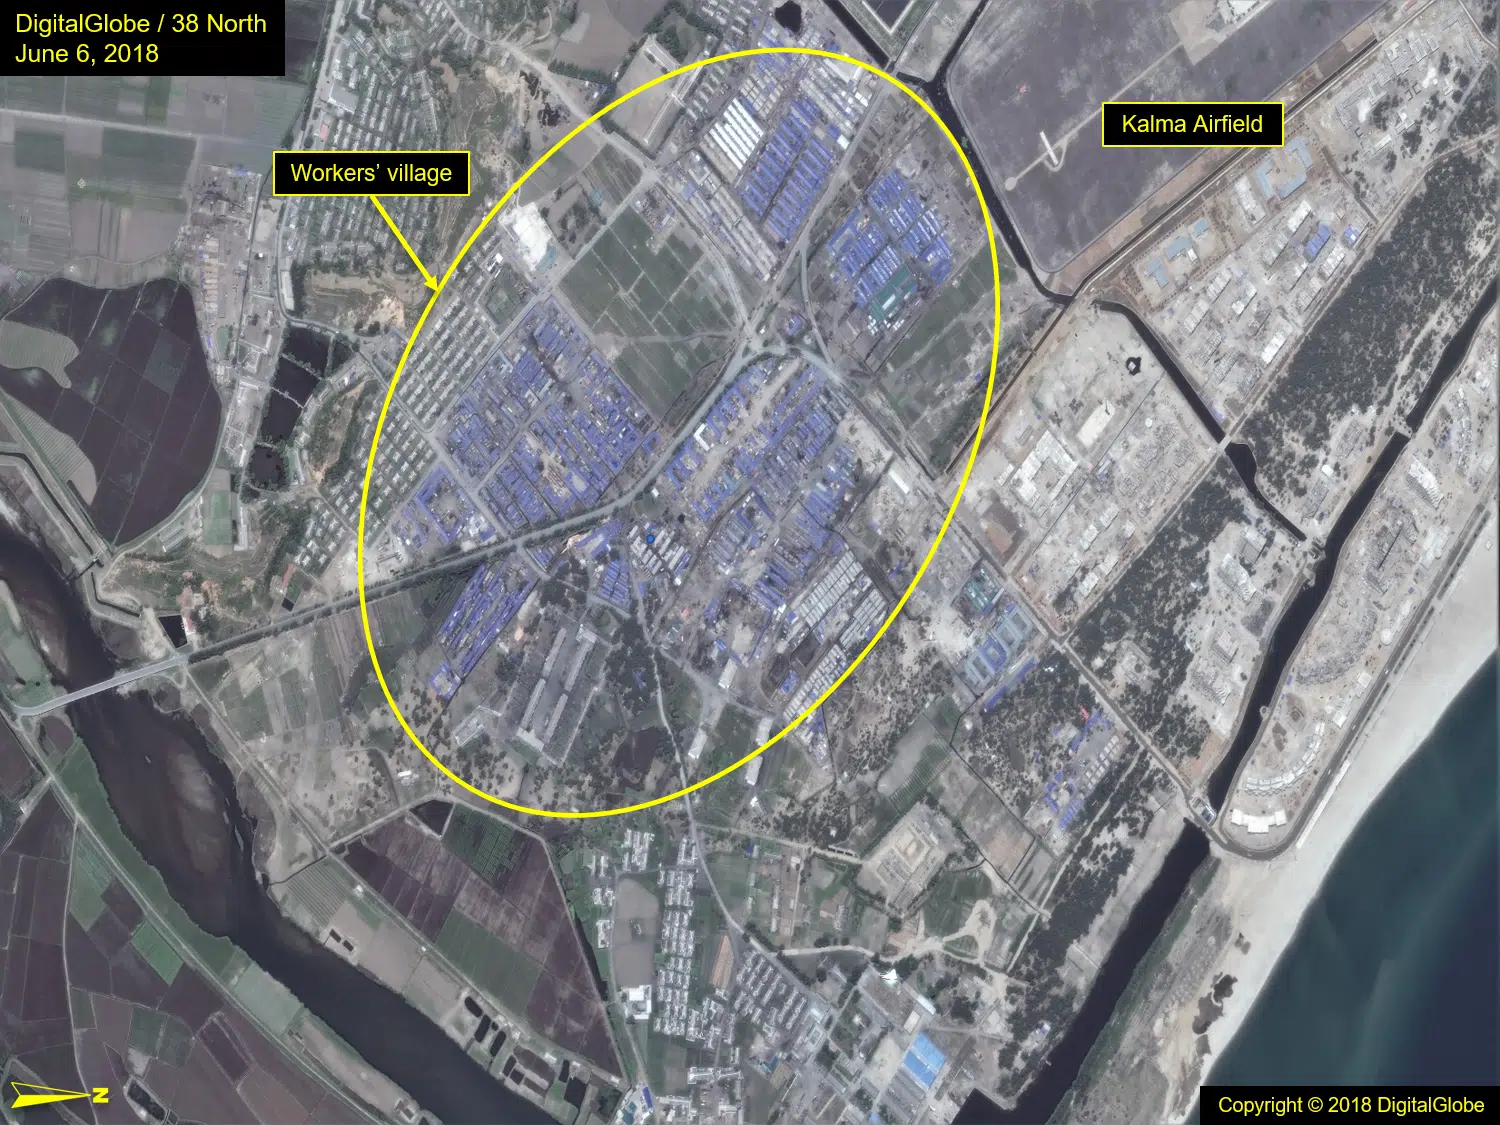 DigitalGlobe / 38 North
June 6, 2018
Kalma Airfield
Workers’ village
N
Copyright © 2018 DigitalGlobe